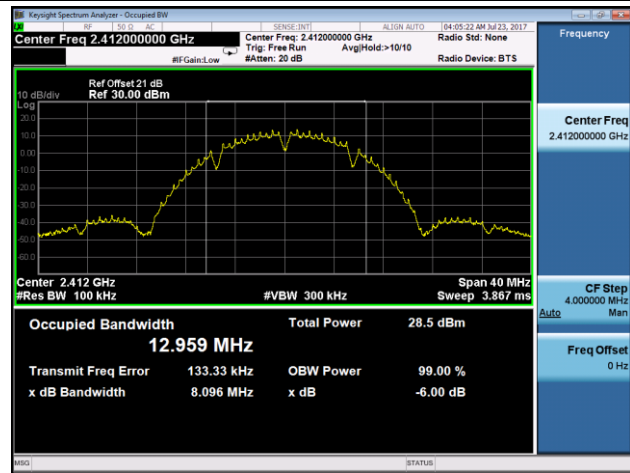 Keysight Spectrum Analyzer - Occupied BW
LXI RF 50 Ω AC SENSE:INT ALIGN AUTO 04:05:22 AM Jul 23, 2017
Center Freq 2.412000000 GHz
Center Freq: 2.412000000 GHz
Radio Std: None
Trig: Free Run Avg|Hold:>10/10
#IFGain:Low
#Atten: 20 dB
Radio Device: BTS
Frequency
Ref Offset 21 dB
10 dB/div Ref 30.00 dBm
Log
20.0
10.0
0.00
-10.0
-20.0
-30.0
-40.0
-50.0
-60.0
Center 2.412 GHz
Span 40 MHz
#Res BW 100 kHz
#VBW 300 kHz
Sweep 3.867 ms
Occupied Bandwidth
12.959 MHz
Total Power 28.5 dBm
Transmit Freq Error 133.33 kHz
OBW Power 99.00 %
x dB Bandwidth 8.096 MHz
x dB -6.00 dB
Center Freq
2.412000000 GHz
CF Step
4.000000 MHz
Auto Man
Freq Offset
0 Hz
MSG
STATUS